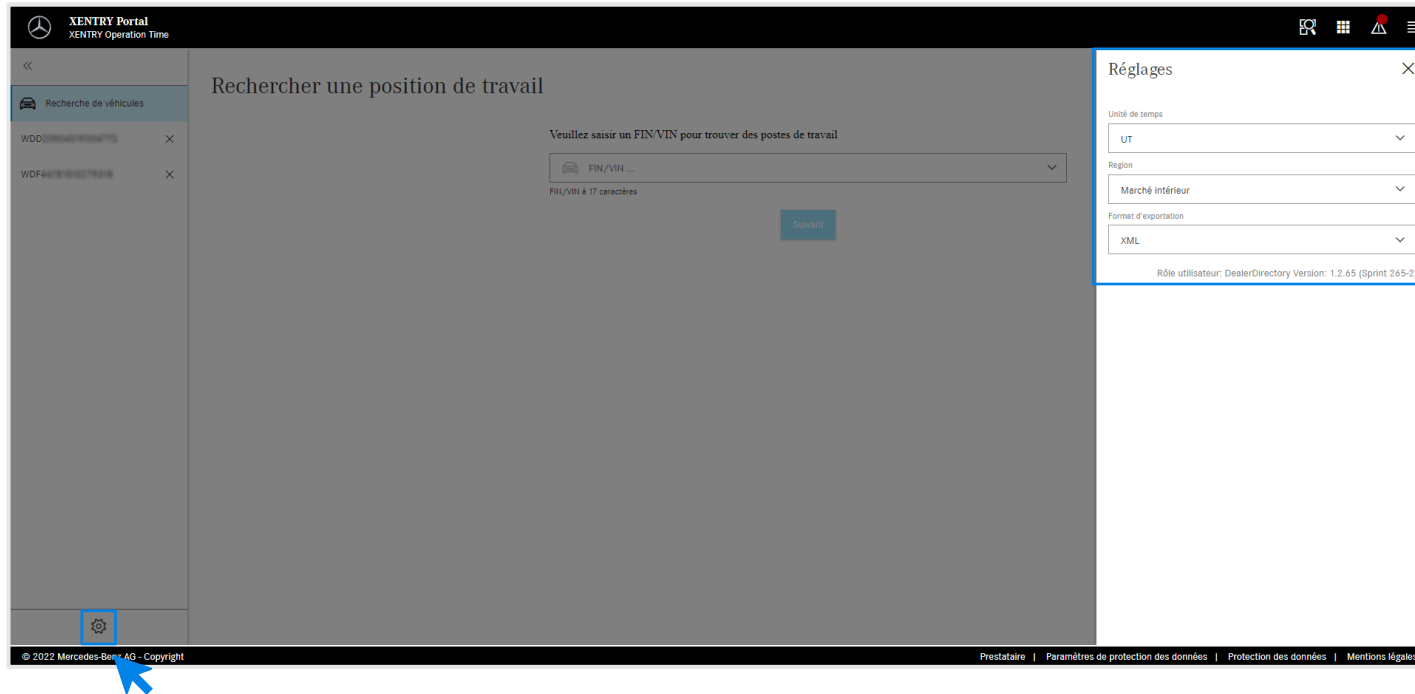 XENTRY Portal
XENTRY Operation Time
Recherche de véhicules
WDD
WDF
Rechercher une position de travail
Veuillez saisir un FIN/VIN pour trouver des postes de travail
FIN/VIN ...
FIN/VIN à 17 caractères
Suivant
Réglages
Unité de temps
UT
Region
Marché intérieur
Format d'exportation
XML
Rôle utilisateur: DealerDirectory Version: 1.2.65 (Sprint 265-2
© 2022 Mercedes-Benz AG - Copyright
Prestataire | Paramètres de protection des données | Protection des données | Mentions légales